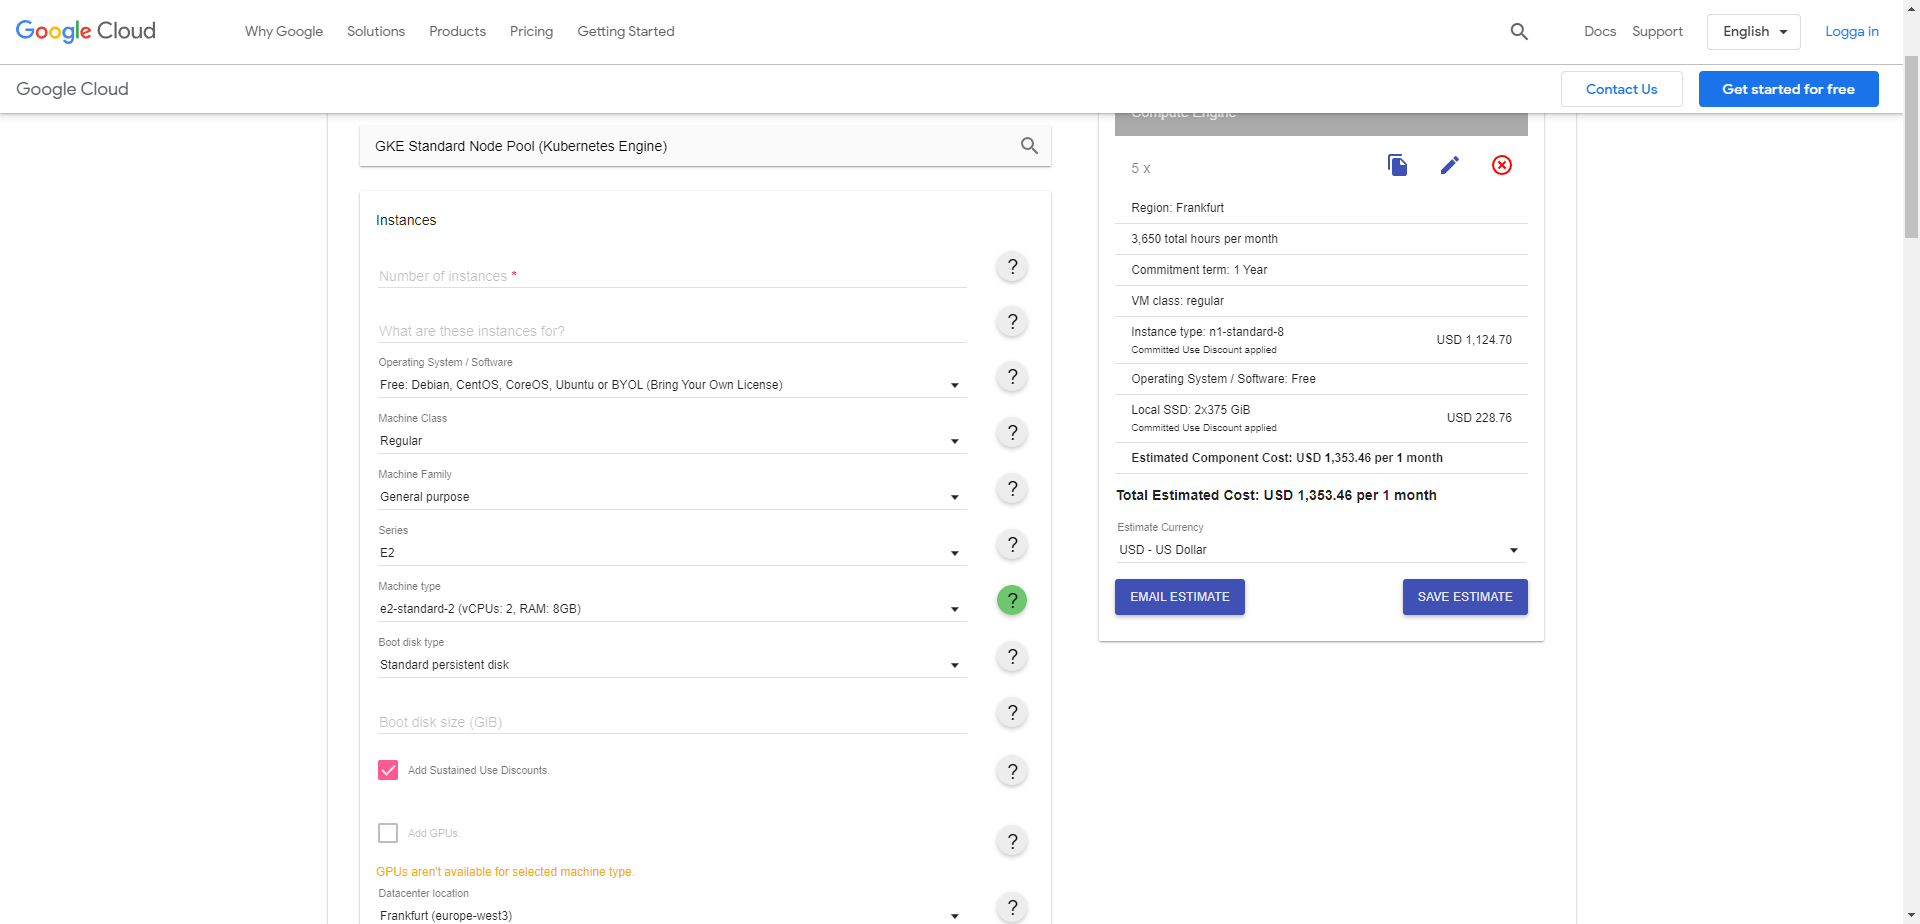 Google Cloud
Why Google
Solutions
Products
Pricing
Getting Started
Docs
Support
English
Logga in
Google Cloud
Contact Us
Get started for free
GKE Standard Node Pool (Kubernetes Engine)
Instances
Number of instances *
?
What are these instances for?
?
Operating System / Software
Free: Debian, CentOS, CoreOS, Ubuntu or BYOL (Bring Your Own License)
?
Machine Class
Regular
?
Machine Family
General purpose
?
Series
E2
?
Machine type
e2-standard-2 (vCPUs: 2, RAM: 8GB)
?
Boot disk type
Standard persistent disk
?
Boot disk size (GiB)
?
Add Sustained Use Discounts.
?
Add GPUs.
?
GPUs aren't available for selected machine type.
Datacenter location
Frankfurt (europe-west3)
?
Compute Engine
5 x
Region: Frankfurt
3,650 total hours per month
Commitment term: 1 Year
VM class: regular
Instance type: n1-standard-8
Committed Use Discount applied
USD 1,124.70
Operating System / Software: Free
Local SSD: 2x375 GiB
Committed Use Discount applied
USD 228.76
Estimated Component Cost: USD 1,353.46 per 1 month
Total Estimated Cost: USD 1,353.46 per 1 month
Estimate Currency
USD - US Dollar
EMAIL ESTIMATE
SAVE ESTIMATE